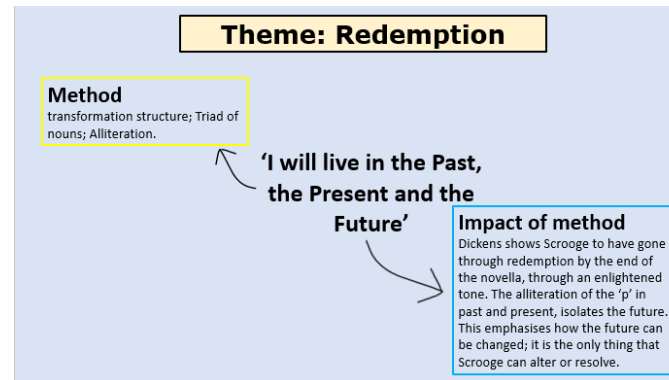 Theme: Redemption
Method
transformation structure; Triad of
nouns; Alliteration.
‘I will live in the Past,
the Present and the
Future’
Impact of method
Dickens shows Scrooge to have gone
through redemption by the end of
the novella, through an enlightened
tone. The alliteration of the ‘p’ in
past and present, isolates the future.
This emphasises how the future can
be changed; it is the only thing that
Scrooge can alter or resolve.